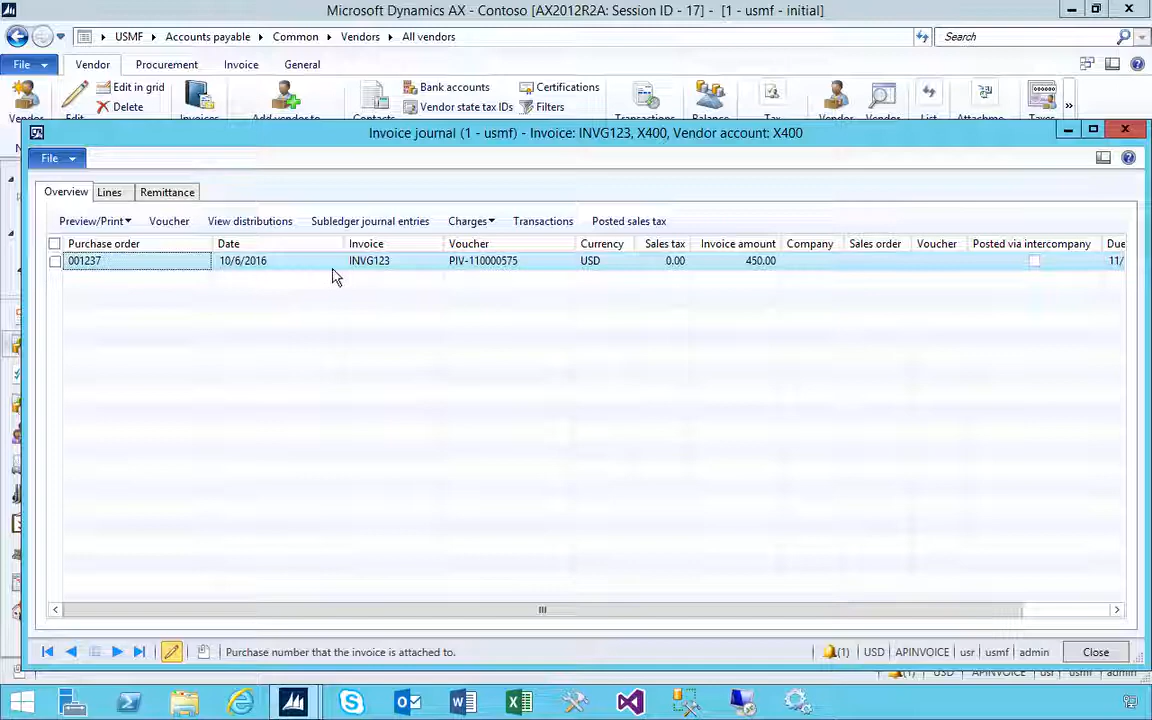 Microsoft Dynamics AX - Contoso [AX2012R2A: Session ID - 17] - [1 - usmf - initial]
USMF Accounts payable Common Vendors All vendors
Search
File Vendor Procurement Invoice General
Edit in grid Bank accounts Certifications
Delete Vendor state tax IDs Filters
Invoice journal (1 - usmf) - Invoice: INVG123, X400, Vendor account: X400
File
Overview Lines Remittance
Preview/Print Voucher View distributions Subledger journal entries Charges Transactions Posted sales tax
Purchase order Date Invoice Voucher Currency Sales tax Invoice amount Company Sales order Voucher Posted via intercompany Due
001237 10/6/2016 INVG123 PIV-110000575 USD 0.00 450.00 11/
Purchase number that the invoice is attached to.
(1) USD APINVOICE usr usmf admin Close